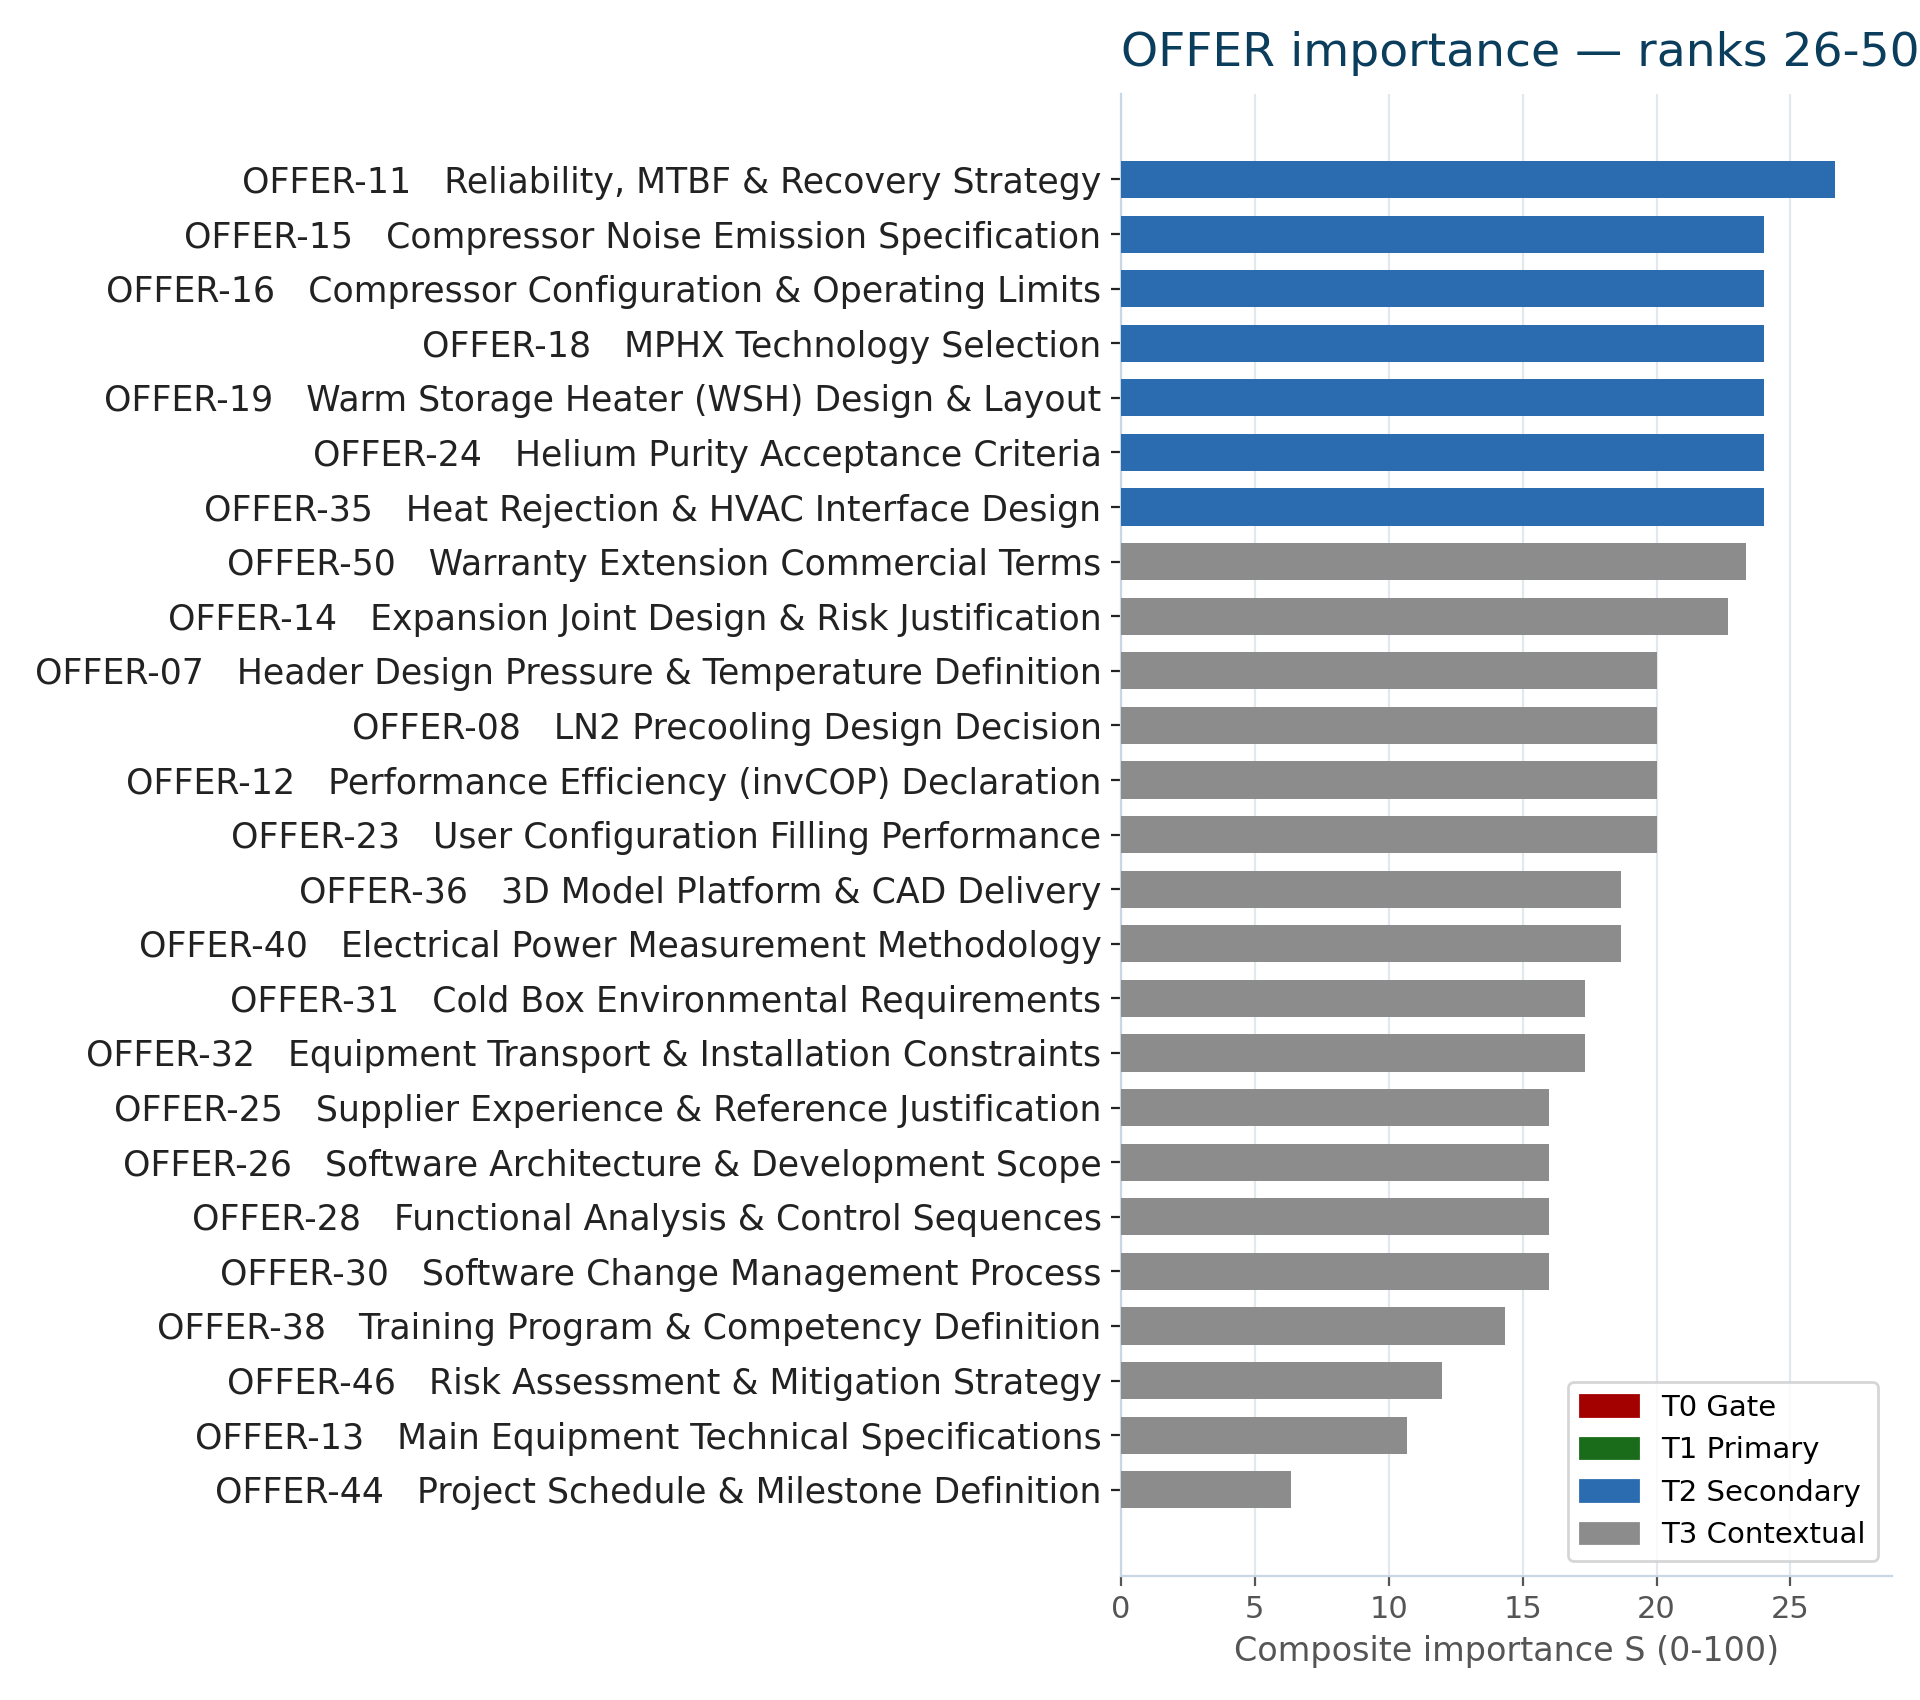 OFFER importance — ranks 26-50
OFFER-11 Reliability, MTBF & Recovery Strategy
OFFER-15 Compressor Noise Emission Specification
OFFER-16 Compressor Configuration & Operating Limits
OFFER-18 MPHX Technology Selection
OFFER-19 Warm Storage Heater (WSH) Design & Layout
OFFER-24 Helium Purity Acceptance Criteria
OFFER-35 Heat Rejection & HVAC Interface Design
OFFER-50 Warranty Extension Commercial Terms
OFFER-14 Expansion Joint Design & Risk Justification
OFFER-07 Header Design Pressure & Temperature Definition
OFFER-08 LN2 Precooling Design Decision
OFFER-12 Performance Efficiency (invCOP) Declaration
OFFER-23 User Configuration Filling Performance
OFFER-36 3D Model Platform & CAD Delivery
OFFER-40 Electrical Power Measurement Methodology
OFFER-31 Cold Box Environmental Requirements
OFFER-32 Equipment Transport & Installation Constraints
OFFER-25 Supplier Experience & Reference Justification
OFFER-26 Software Architecture & Development Scope
OFFER-28 Functional Analysis & Control Sequences
OFFER-30 Software Change Management Process
OFFER-38 Training Program & Competency Definition
OFFER-46 Risk Assessment & Mitigation Strategy
OFFER-13 Main Equipment Technical Specifications
OFFER-44 Project Schedule & Milestone Definition
T0 Gate
T1 Primary
T2 Secondary
T3 Contextual
0 5 10 15 20 25
Composite importance S (0-100)